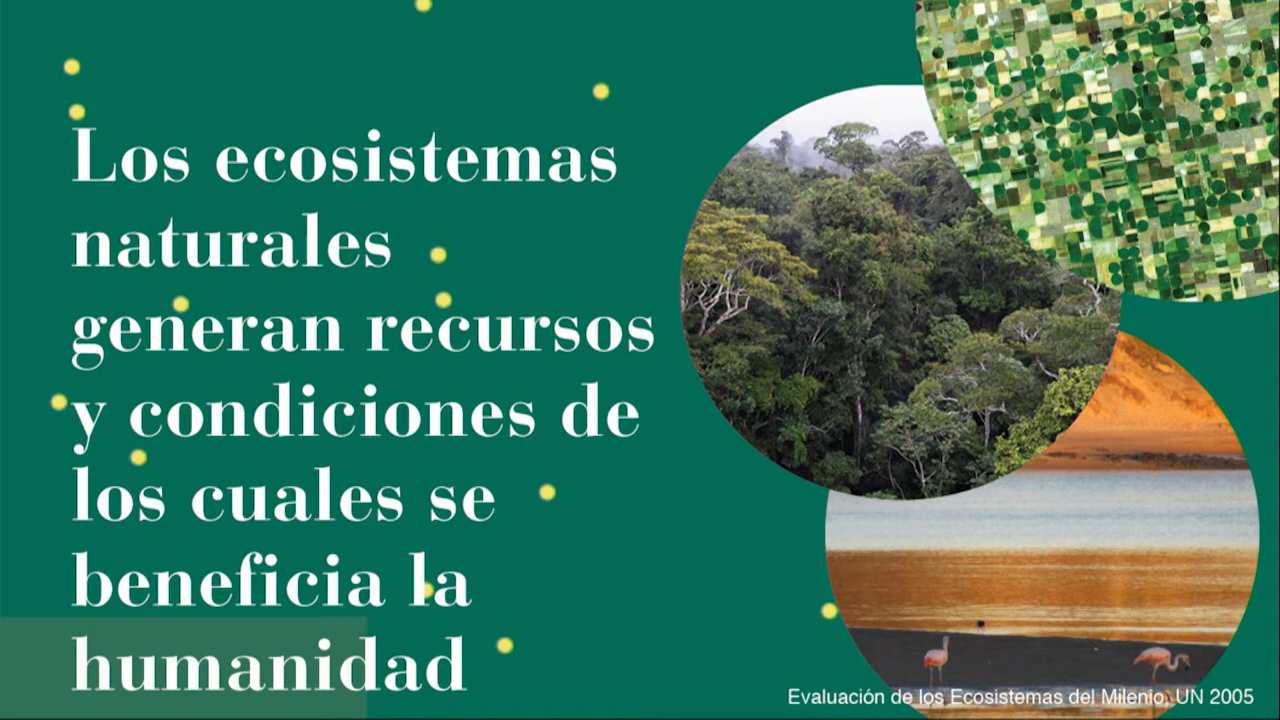 Los ecosistemas
naturales
generan recursos
y condiciones de
los cuales se
beneficia la
humanidad
Evaluación de los Ecosistemas del Milenio, UN 2005